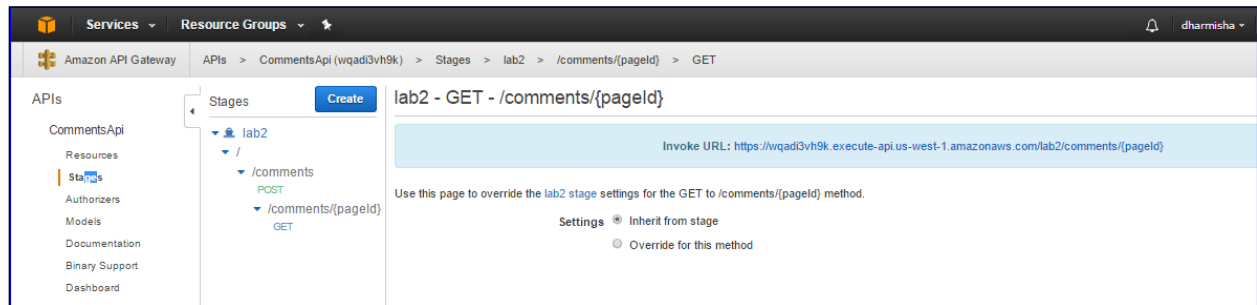 Services Resource Groups dharmisha
Amazon API Gateway APIs > CommentsApi (wqadi3vh9k) > Stages > lab2 > /comments/{pageId} > GET
APIs
CommentsApi
Resources
Stages
Authorizers
Models
Documentation
Binary Support
Dashboard
Stages Create
lab2
/
/comments
POST
/comments/{pageId}
GET
lab2 - GET - /comments/{pageId}
Invoke URL: https://wqadi3vh9k.execute-api.us-west-1.amazonaws.com/lab2/comments/{pageId}
Use this page to override the lab2 stage settings for the GET to /comments/{pageId} method.
Settings Inherit from stage
Override for this method